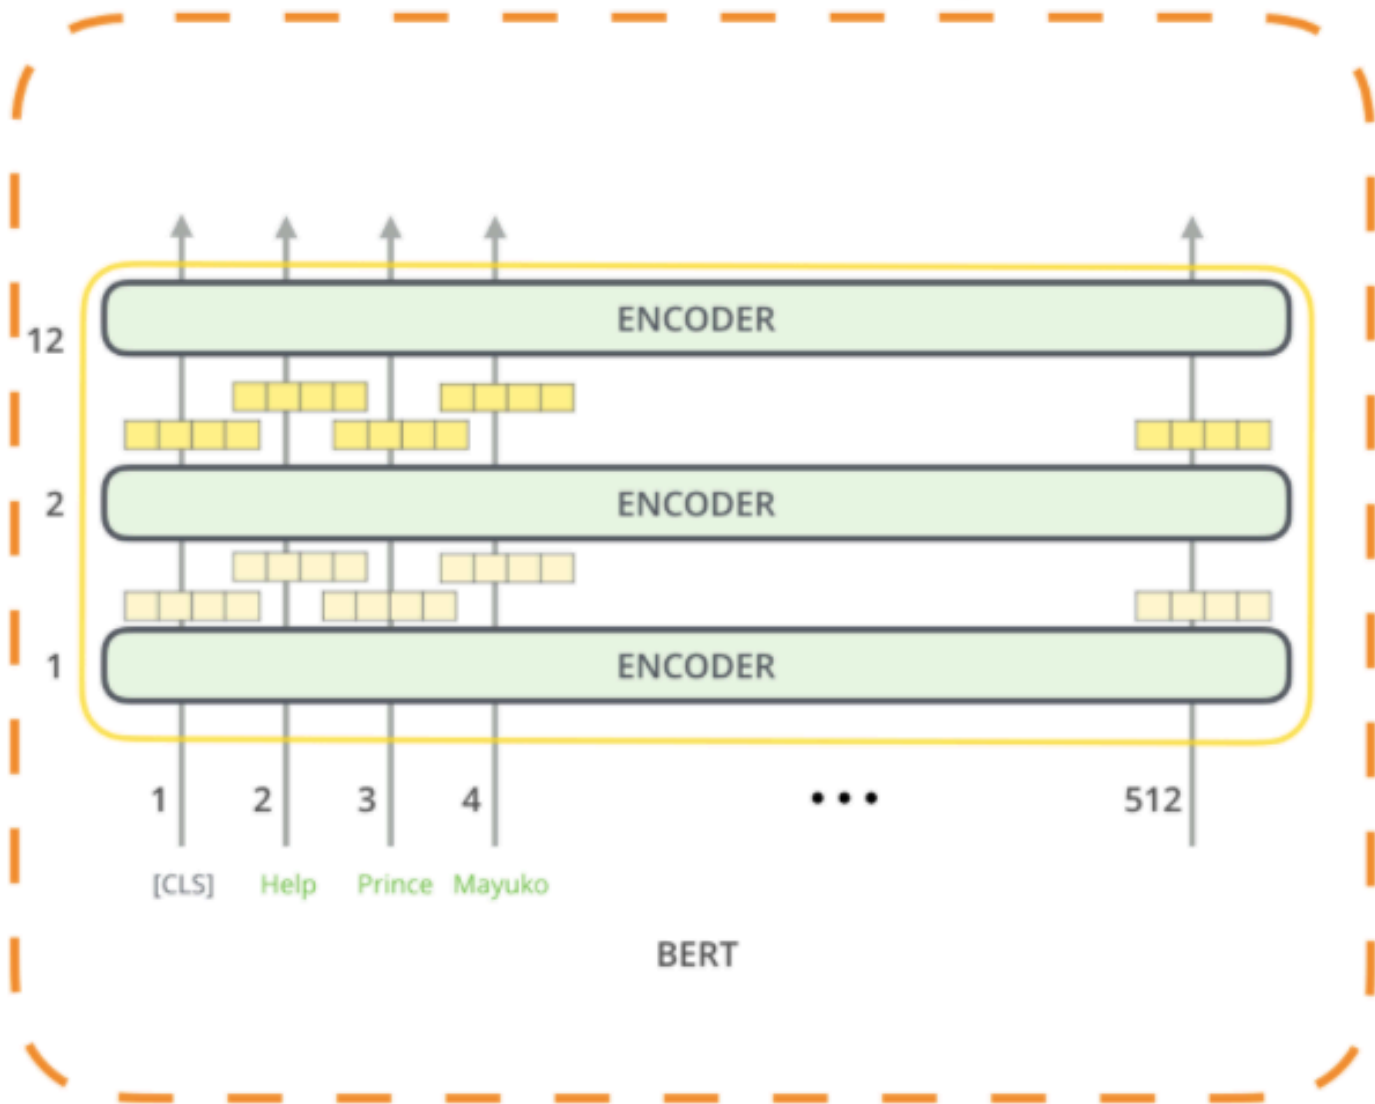 ENCODER
12
2 ENCODER
1 ENCODER
1 2 3 4 ••• 512
[CLS] Help Prince Mayuko
BERT